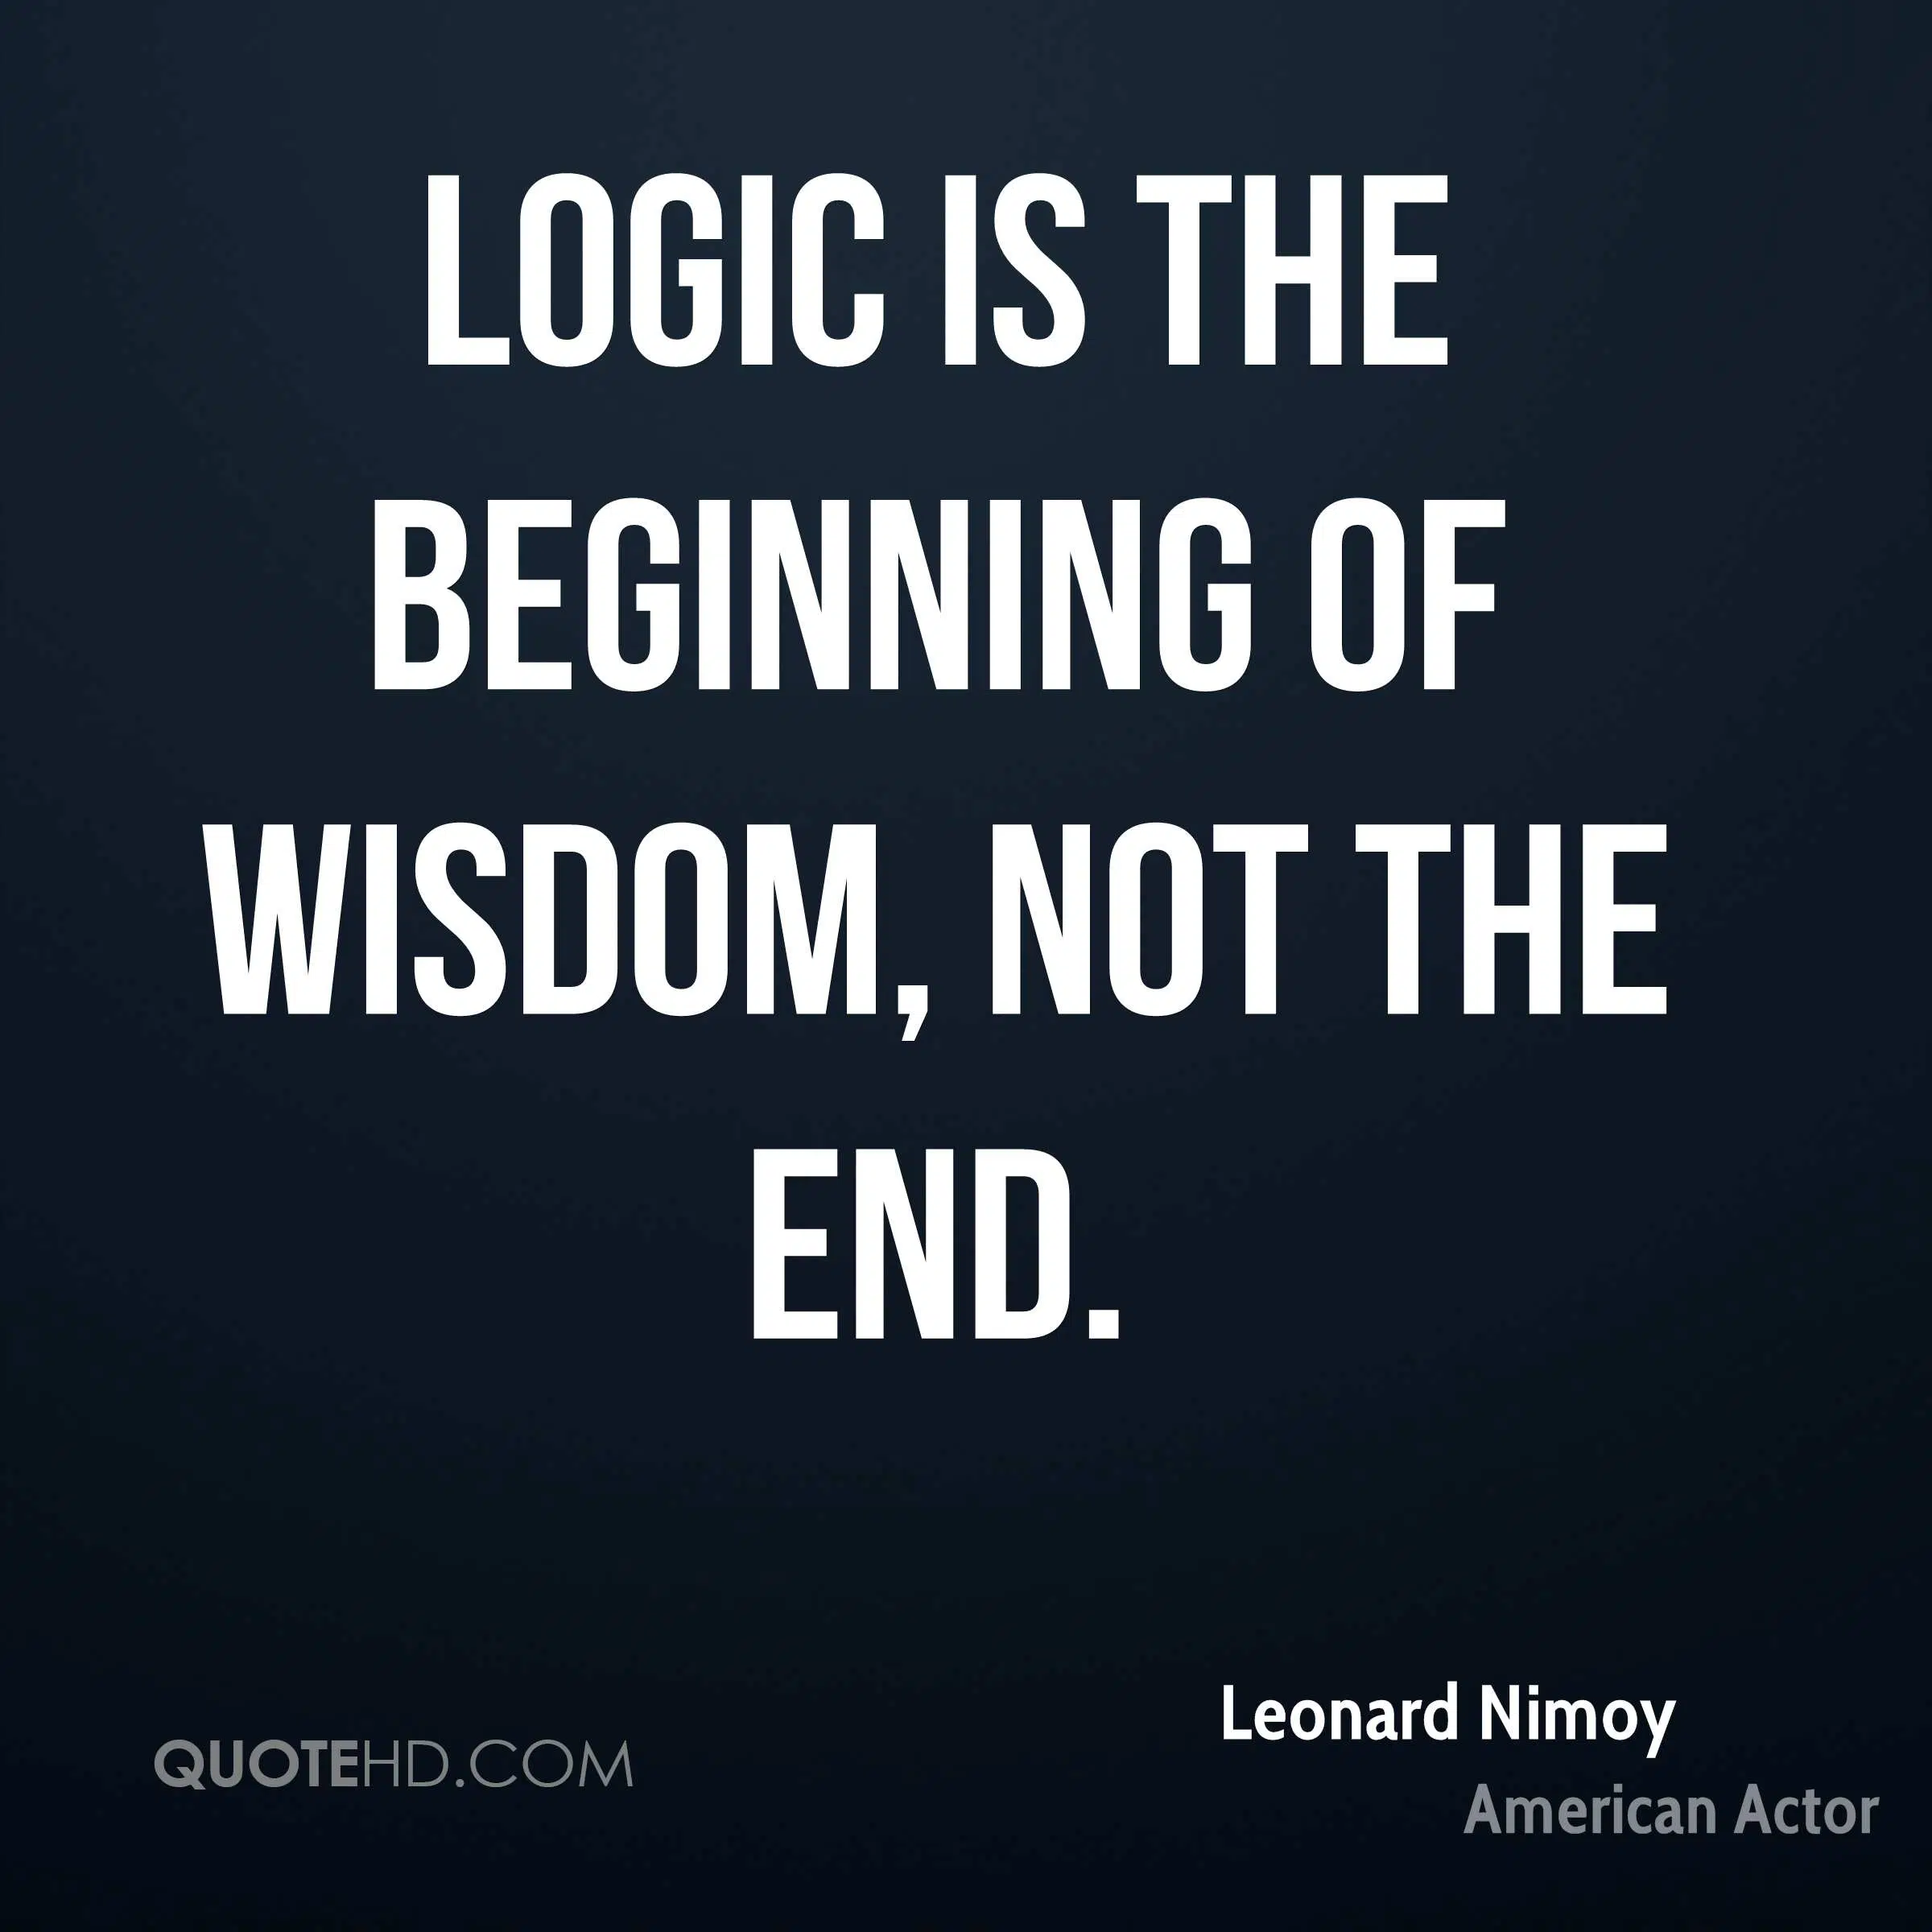 LOGIC IS THE
BEGINNING OF
WISDOM, NOT THE
END.
Leonard Nimoy
QUOTEHD.COM
American Actor